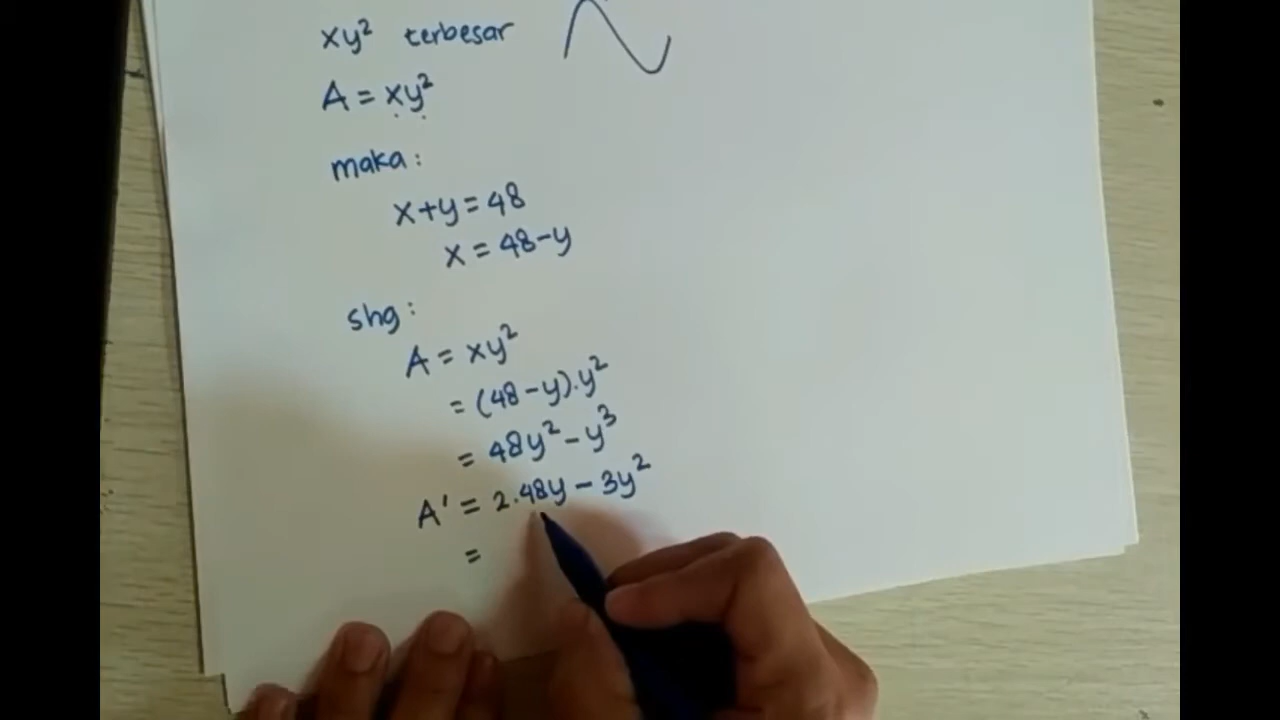 xy² terbesar
A = xy²
maka :
x+y = 48
x = 48-y
shg :
A = xy²
= (48-y).y²
= 48y² - y³
A' = 2.48y - 3y²
=